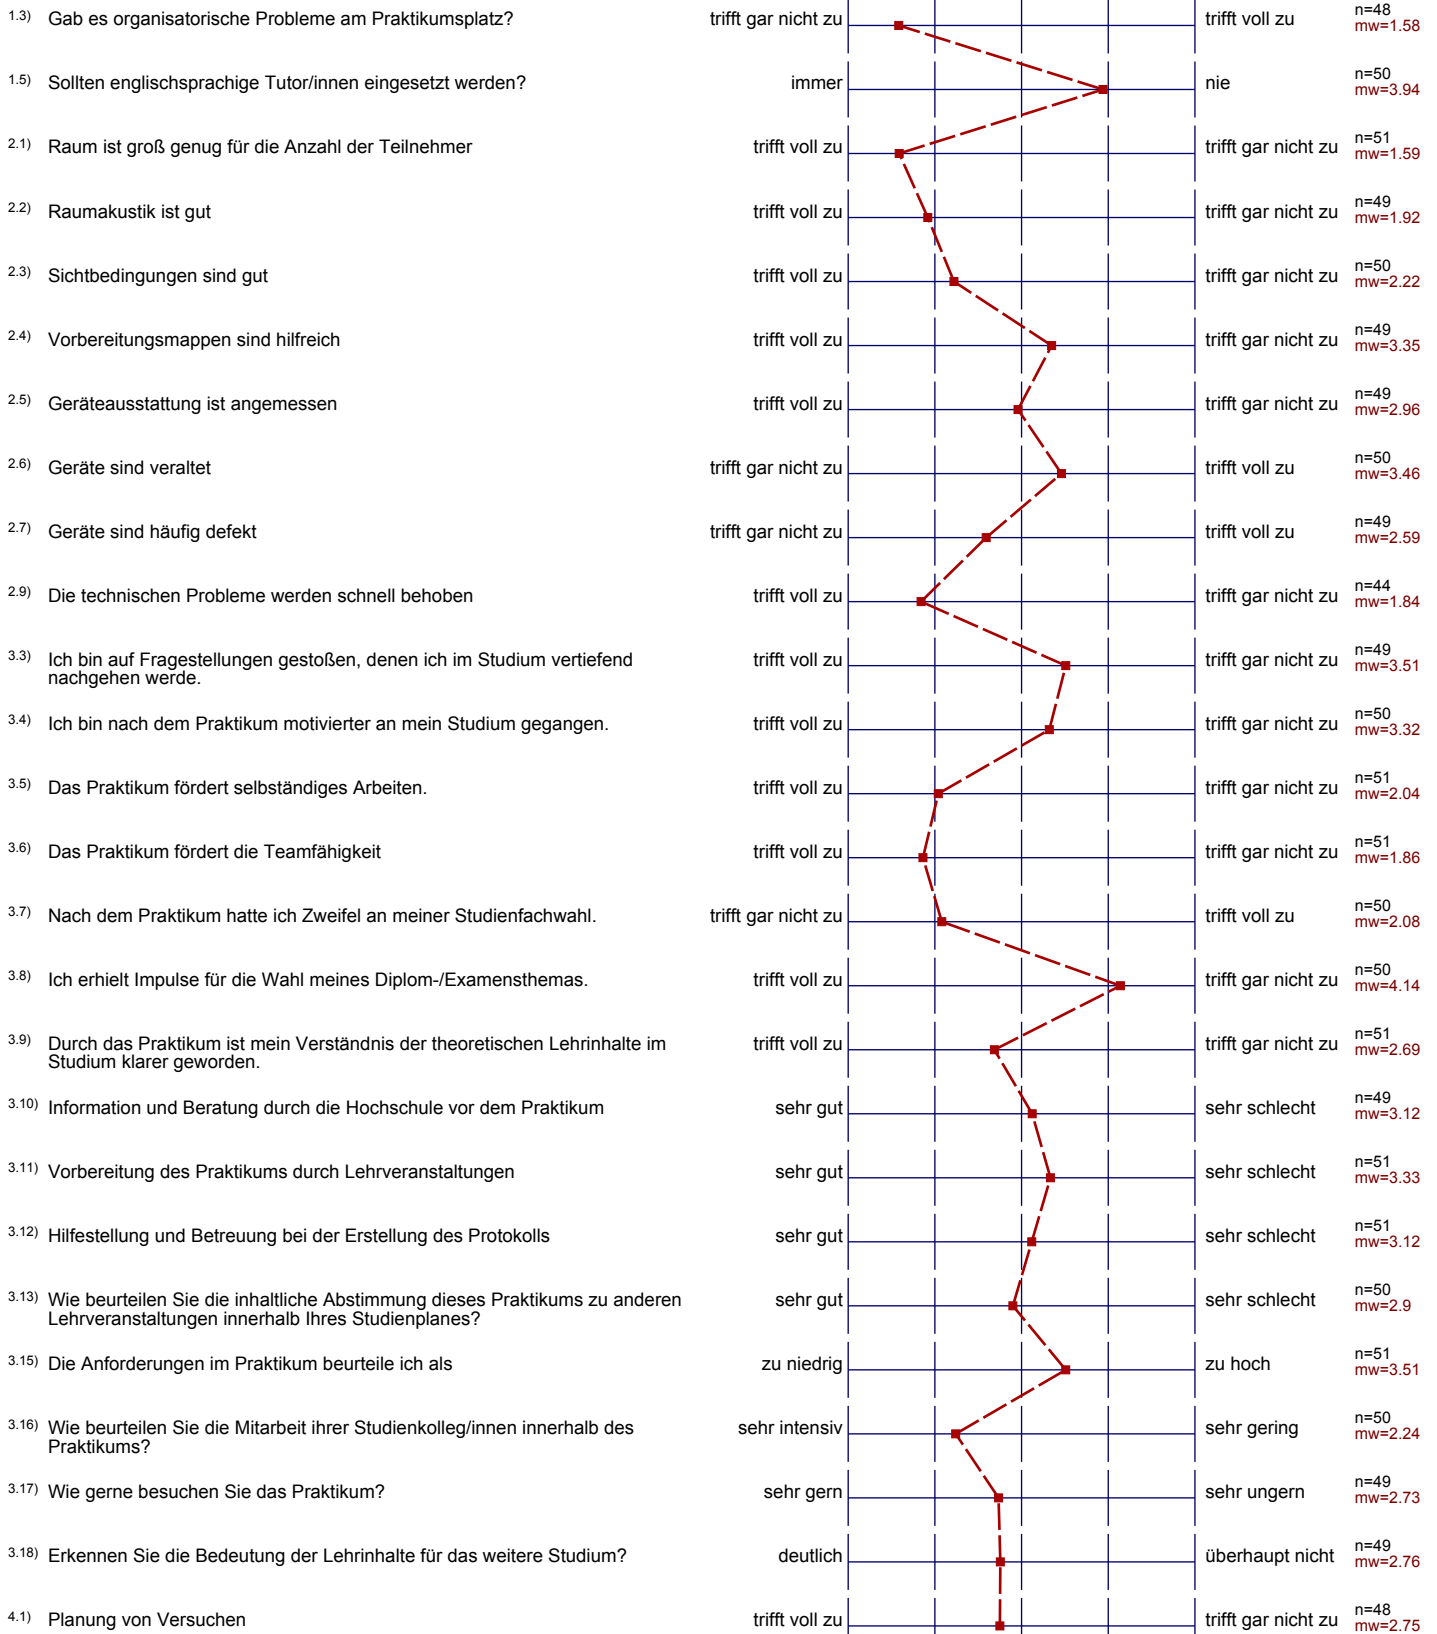 1.3) Gab es organisatorische Probleme am Praktikumsplatz? trifft gar nicht zu trifft voll zu n=48
mw=1.58
1.5) Sollten englischsprachige Tutor/innen eingesetzt werden? immer nie n=50
mw=3.94
2.1) Raum ist groß genug für die Anzahl der Teilnehmer trifft voll zu trifft gar nicht zu n=51
mw=1.59
2.2) Raumakustik ist gut trifft voll zu trifft gar nicht zu n=49
mw=1.92
2.3) Sichtbedingungen sind gut trifft voll zu trifft gar nicht zu n=50
mw=2.22
2.4) Vorbereitungsmappen sind hilfreich trifft voll zu trifft gar nicht zu n=49
mw=3.35
2.5) Geräteausstattung ist angemessen trifft voll zu trifft gar nicht zu n=49
mw=2.96
2.6) Geräte sind veraltet trifft gar nicht zu trifft voll zu n=50
mw=3.46
2.7) Geräte sind häufig defekt trifft gar nicht zu trifft voll zu n=49
mw=2.59
2.9) Die technischen Probleme werden schnell behoben trifft voll zu trifft gar nicht zu n=44
mw=1.84
3.3) Ich bin auf Fragestellungen gestoßen, denen ich im Studium vertiefend trifft voll zu trifft gar nicht zu n=49
nachgehen werde. mw=3.51
3.4) Ich bin nach dem Praktikum motivierter an mein Studium gegangen. trifft voll zu trifft gar nicht zu n=50
mw=3.32
3.5) Das Praktikum fördert selbständiges Arbeiten. trifft voll zu trifft gar nicht zu n=51
mw=2.04
3.6) Das Praktikum fördert die Teamfähigkeit trifft voll zu trifft gar nicht zu n=51
mw=1.86
3.7) Nach dem Praktikum hatte ich Zweifel an meiner Studienfachwahl. trifft gar nicht zu trifft voll zu n=50
mw=2.08
3.8) Ich erhielt Impulse für die Wahl meines Diplom-/Examensthemas. trifft voll zu trifft gar nicht zu n=50
mw=4.14
3.9) Durch das Praktikum ist mein Verständnis der theoretischen Lehrinhalte im trifft voll zu trifft gar nicht zu n=51
Studium klarer geworden. mw=2.69
3.10) Information und Beratung durch die Hochschule vor dem Praktikum sehr gut sehr schlecht n=49
mw=3.12
3.11) Vorbereitung des Praktikums durch Lehrveranstaltungen sehr gut sehr schlecht n=51
mw=3.33
3.12) Hilfestellung und Betreuung bei der Erstellung des Protokolls sehr gut sehr schlecht n=51
mw=3.12
3.13) Wie beurteilen Sie die inhaltliche Abstimmung dieses Praktikums zu anderen sehr gut sehr schlecht n=50
Lehrveranstaltungen innerhalb Ihres Studienplanes? mw=2.9
3.15) Die Anforderungen im Praktikum beurteile ich als zu niedrig zu hoch n=51
mw=3.51
3.16) Wie beurteilen Sie die Mitarbeit ihrer Studienkolleg/innen innerhalb des sehr intensiv sehr gering n=50
Praktikums? mw=2.24
3.17) Wie gerne besuchen Sie das Praktikum? sehr gern sehr ungern n=49
mw=2.73
3.18) Erkennen Sie die Bedeutung der Lehrinhalte für das weitere Studium? deutlich überhaupt nicht n=49
mw=2.76
4.1) Planung von Versuchen trifft voll zu trifft gar nicht zu n=48
mw=2.75